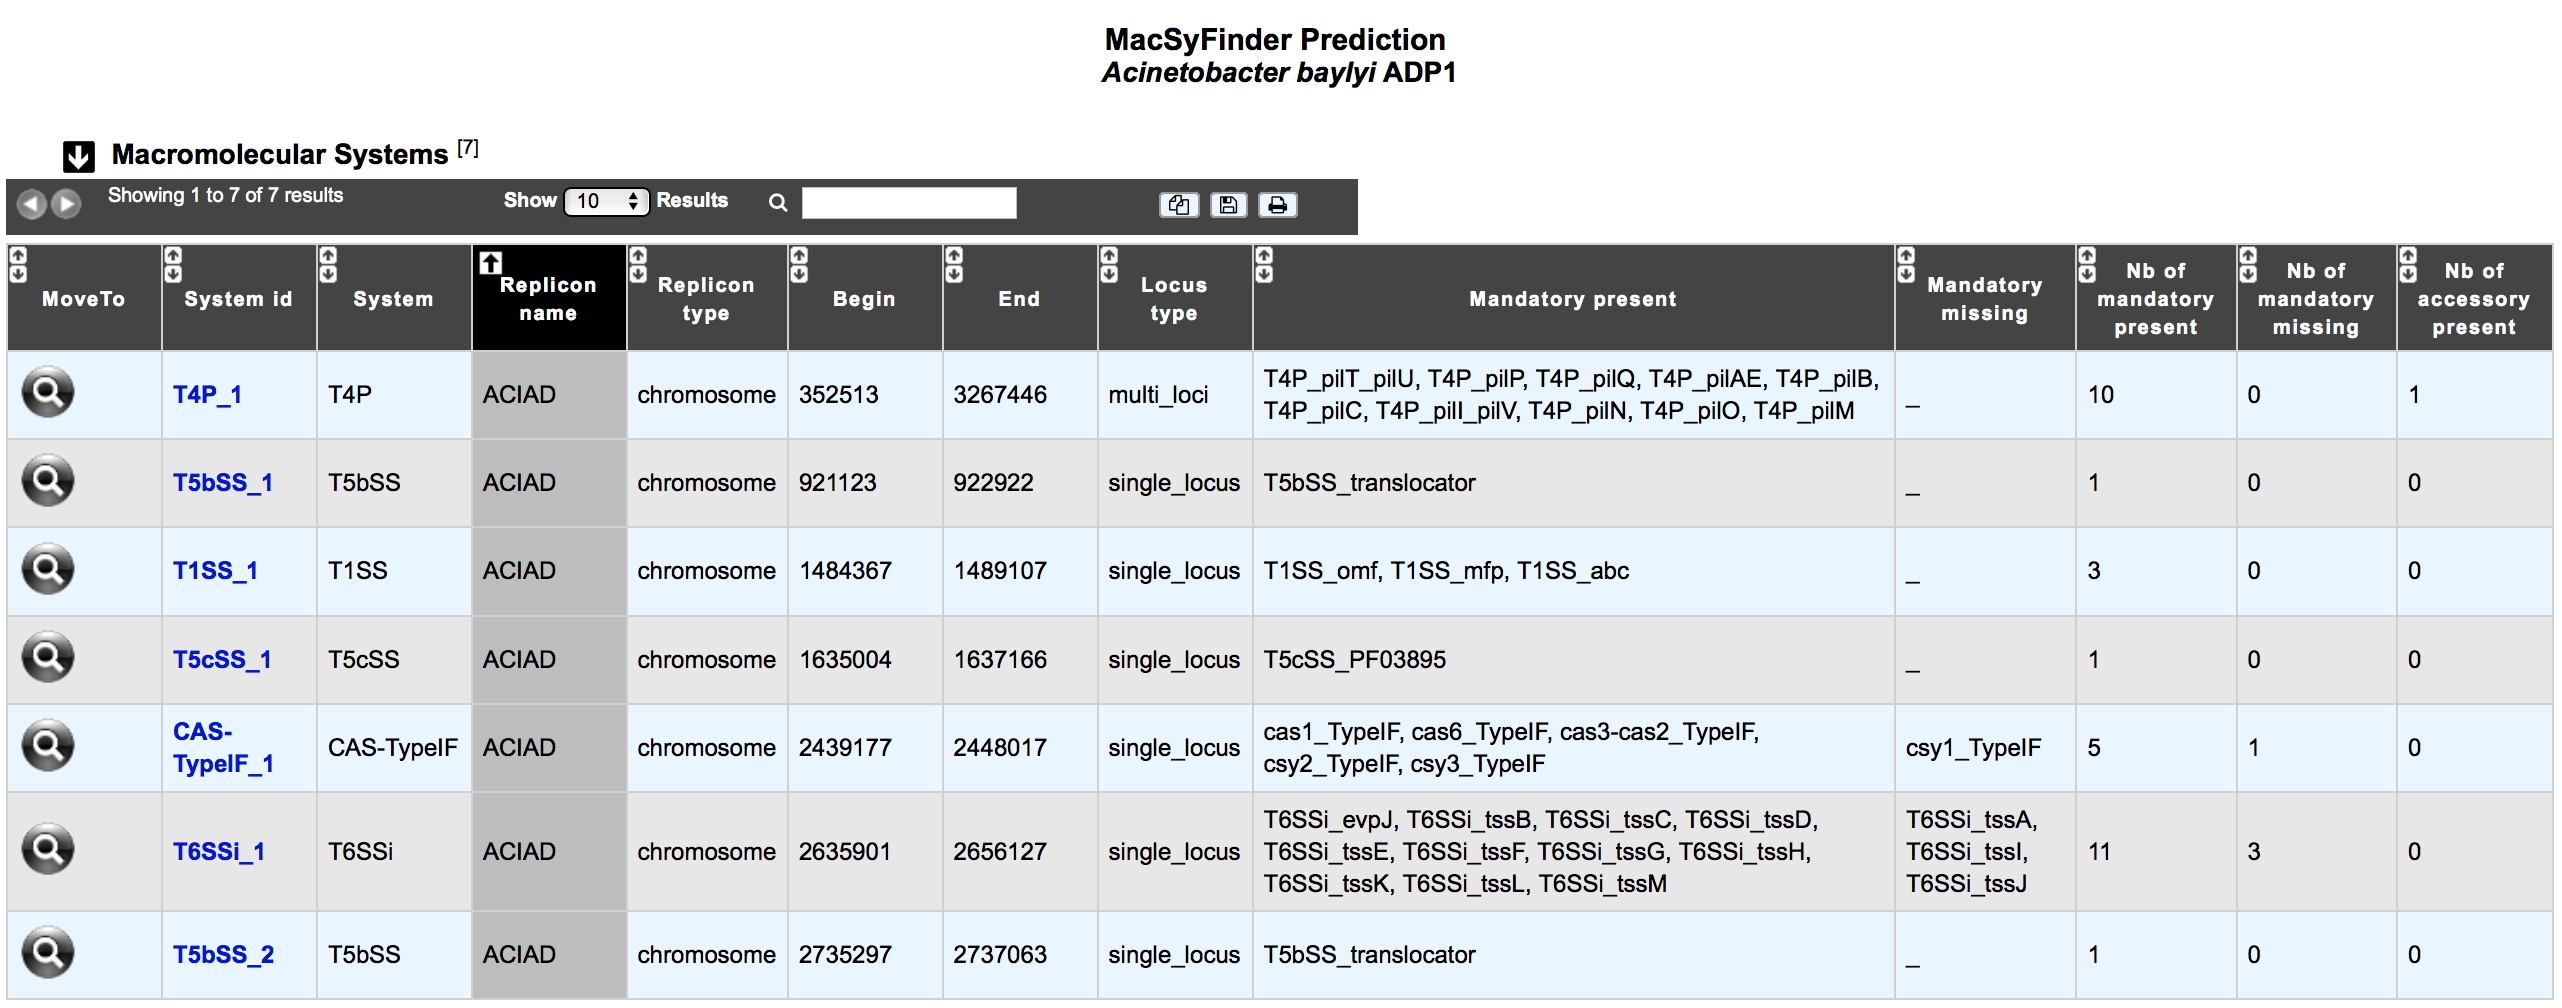 MacSyFinder Prediction
Acinetobacter baylyi ADP1
Macromolecular Systems [7]
Showing 1 to 7 of 7 results Show 10 Results
MoveTo System id System Replicon name Replicon type Begin End Locus type Mandatory present Mandatory missing Nb of mandatory present Nb of mandatory missing Nb of accessory present
T4P_1 T4P ACIAD chromosome 352513 3267446 multi_loci T4P_pilT_pilU, T4P_pilP, T4P_pilQ, T4P_pilAE, T4P_pilB,
T4P_pilC, T4P_pilI_pilV, T4P_pilN, T4P_pilO, T4P_pilM _ 10 0 1
T5bSS_1 T5bSS ACIAD chromosome 921123 922922 single_locus T5bSS_translocator _ 1 0 0
T1SS_1 T1SS ACIAD chromosome 1484367 1489107 single_locus T1SS_omf, T1SS_mfp, T1SS_abc _ 3 0 0
T5cSS_1 T5cSS ACIAD chromosome 1635004 1637166 single_locus T5cSS_PF03895 _ 1 0 0
CAS-
TypeIF_1 CAS-TypeIF ACIAD chromosome 2439177 2448017 single_locus cas1_TypeIF, cas6_TypeIF, cas3-cas2_TypeIF,
csy2_TypeIF, csy3_TypeIF csy1_TypeIF 5 1 0
T6SSi_1 T6SSi ACIAD chromosome 2635901 2656127 single_locus T6SSi_evpJ, T6SSi_tssB, T6SSi_tssC, T6SSi_tssD,
T6SSi_tssE, T6SSi_tssF, T6SSi_tssG, T6SSi_tssH,
T6SSi_tssK, T6SSi_tssL, T6SSi_tssM
T6SSi_tssA,
T6SSi_tssI,
T6SSi_tssJ 11 3 0
T5bSS_2 T5bSS ACIAD chromosome 2735297 2737063 single_locus T5bSS_translocator _ 1 0 0